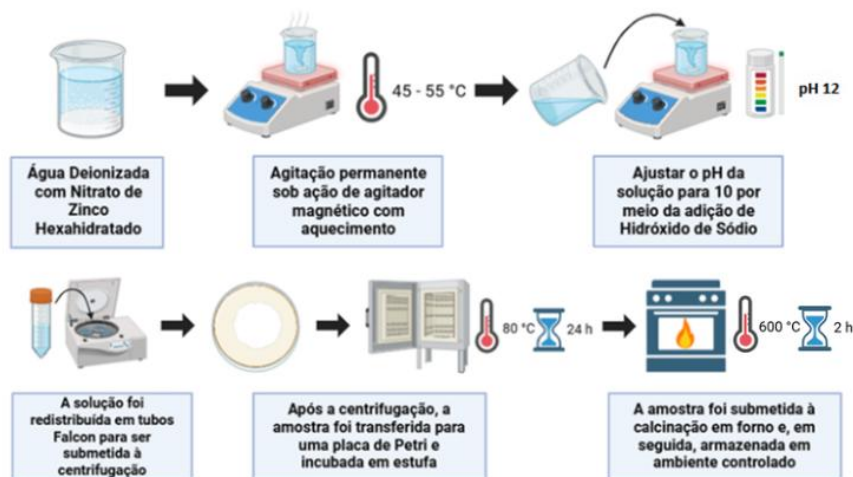 45 - 55 °C
pH 12
Água Deionizada
com Nitrato de
Zinco
Hexahidratado
Agitação permanente
sob ação de agitador
magnético com
aquecimento
Ajustar o pH da
solução para 10 por
meio da adição de
Hidróxido de Sódio
80 °C
24 h
600 °C
2 h
A solução foi
redistribuída em tubos
Falcon para ser
submetida à
centrifugação
Após a centrifugação, a
amostra foi transferida para
uma placa de Petri e
incubada em estufa
A amostra foi submetida à
calcinação em forno e, em
seguida, armazenada em
ambiente controlado